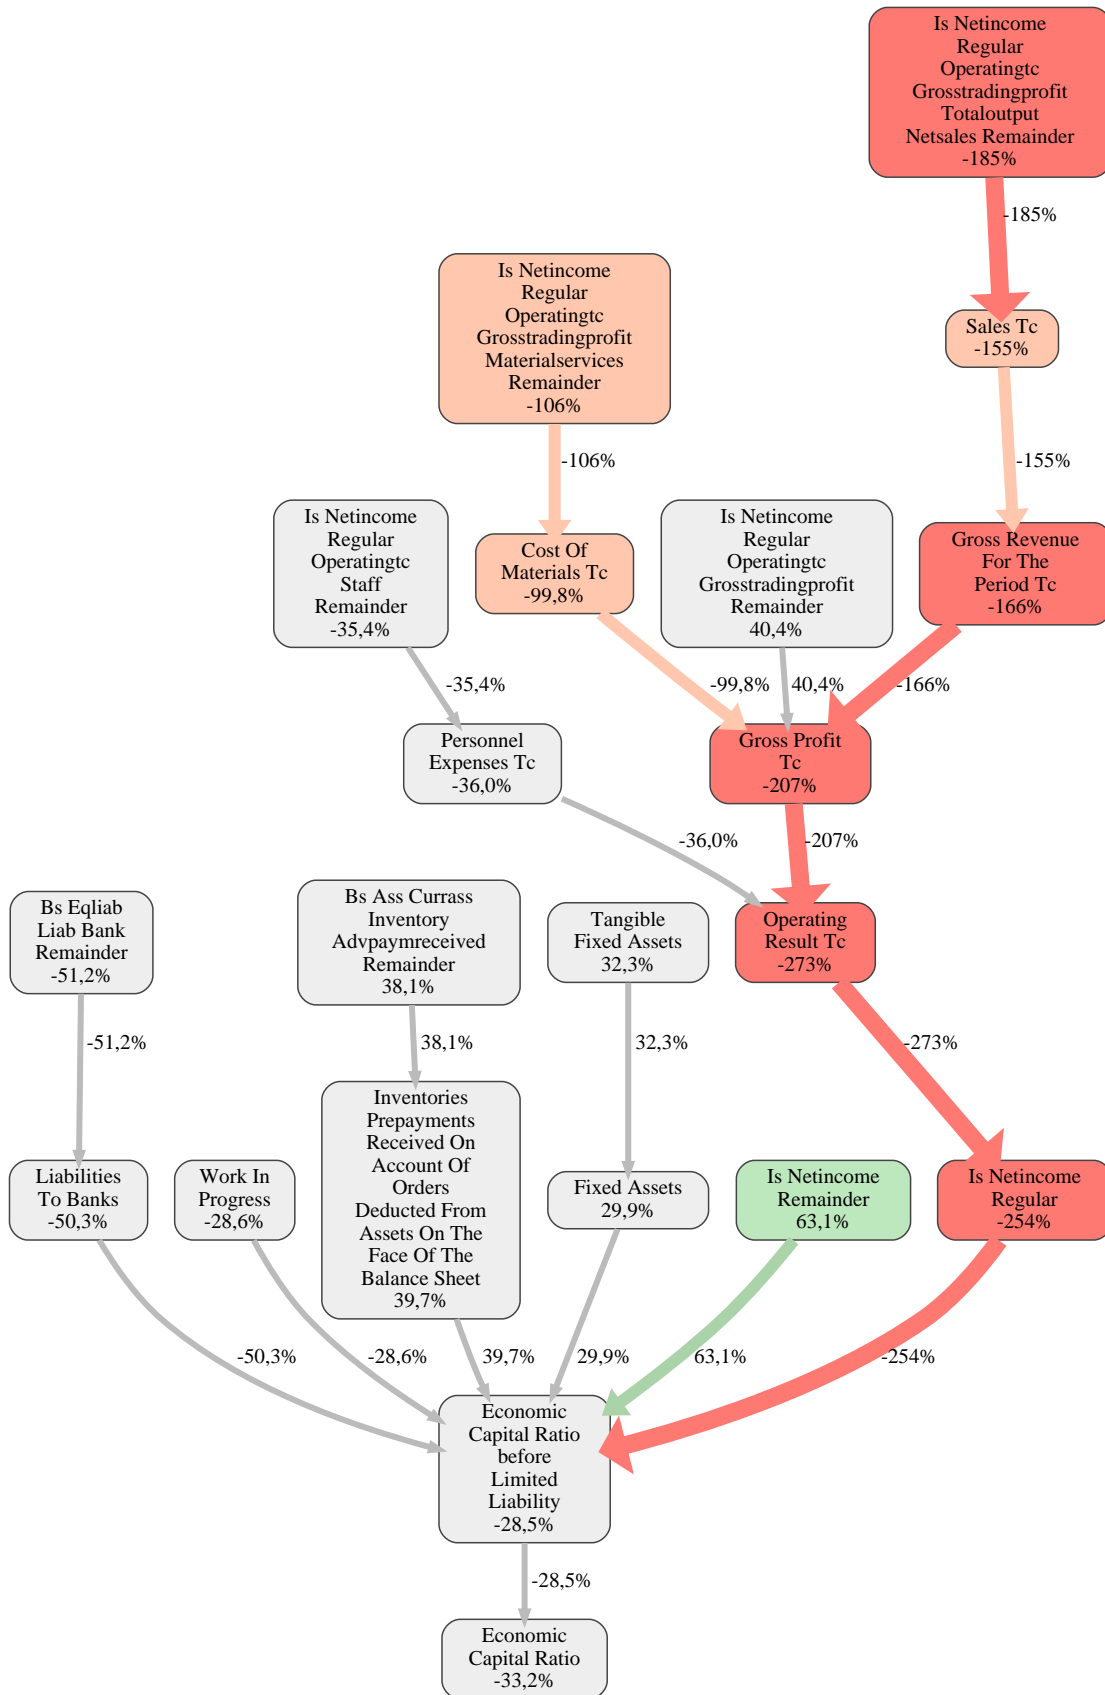 Is Netincome
Regular
Operatingtc
Grosstradingprofit
Totaloutput
Netsales Remainder
-185%
-185%
Is Netincome
Regular
Operatingtc
Grosstradingprofit
Materialservices
Remainder
-106%
Sales Tc
-155%
-106%
-155%
Is Netincome
Regular
Operatingtc
Staff
Remainder
-35,4%
Cost Of
Materials Tc
-99,8%
Is Netincome
Regular
Operatingtc
Grosstradingprofit
Remainder
40,4%
Gross Revenue
For The
Period Tc
-166%
-35,4%
-99,8%
40,4%
-166%
Personnel
Expenses Tc
-36,0%
Gross Profit
Tc
-207%
-36,0%
-207%
Bs Eqliab
Liab Bank
Remainder
-51,2%
Bs Ass Currass
Inventory
Advpaymreceived
Remainder
38,1%
Tangible
Fixed Assets
32,3%
Operating
Result Tc
-273%
-51,2%
38,1%
32,3%
-273%
Liabilities
To Banks
-50,3%
Work In
Progress
-28,6%
Inventories
Prepayments
Received On
Account Of
Orders
Deducted From
Assets On The
Face Of The
Balance Sheet
39,7%
Fixed Assets
29,9%
Is Netincome
Remainder
63,1%
Is Netincome
Regular
-254%
-50,3%
-28,6%
39,7%
29,9%
63,1%
-254%
Economic
Capital Ratio
before
Limited
Liability
-28,5%
-28,5%
Economic
Capital Ratio
-33,2%